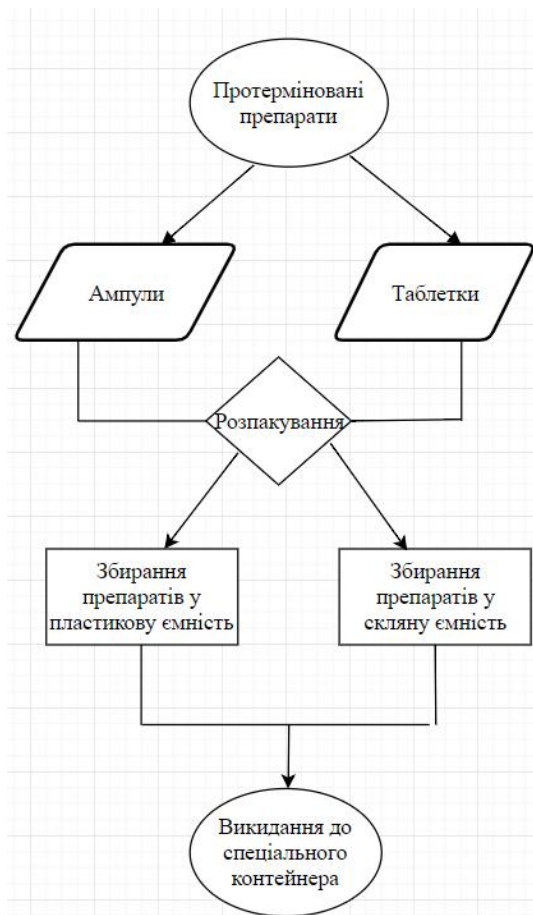 Протерміновані
препарати
Ампули
Таблетки
Розпакування
Збирання
препаратів у
пластикову ємність
Збирання
препаратів у
скляну ємність
Викидання до
спеціального
контейнера